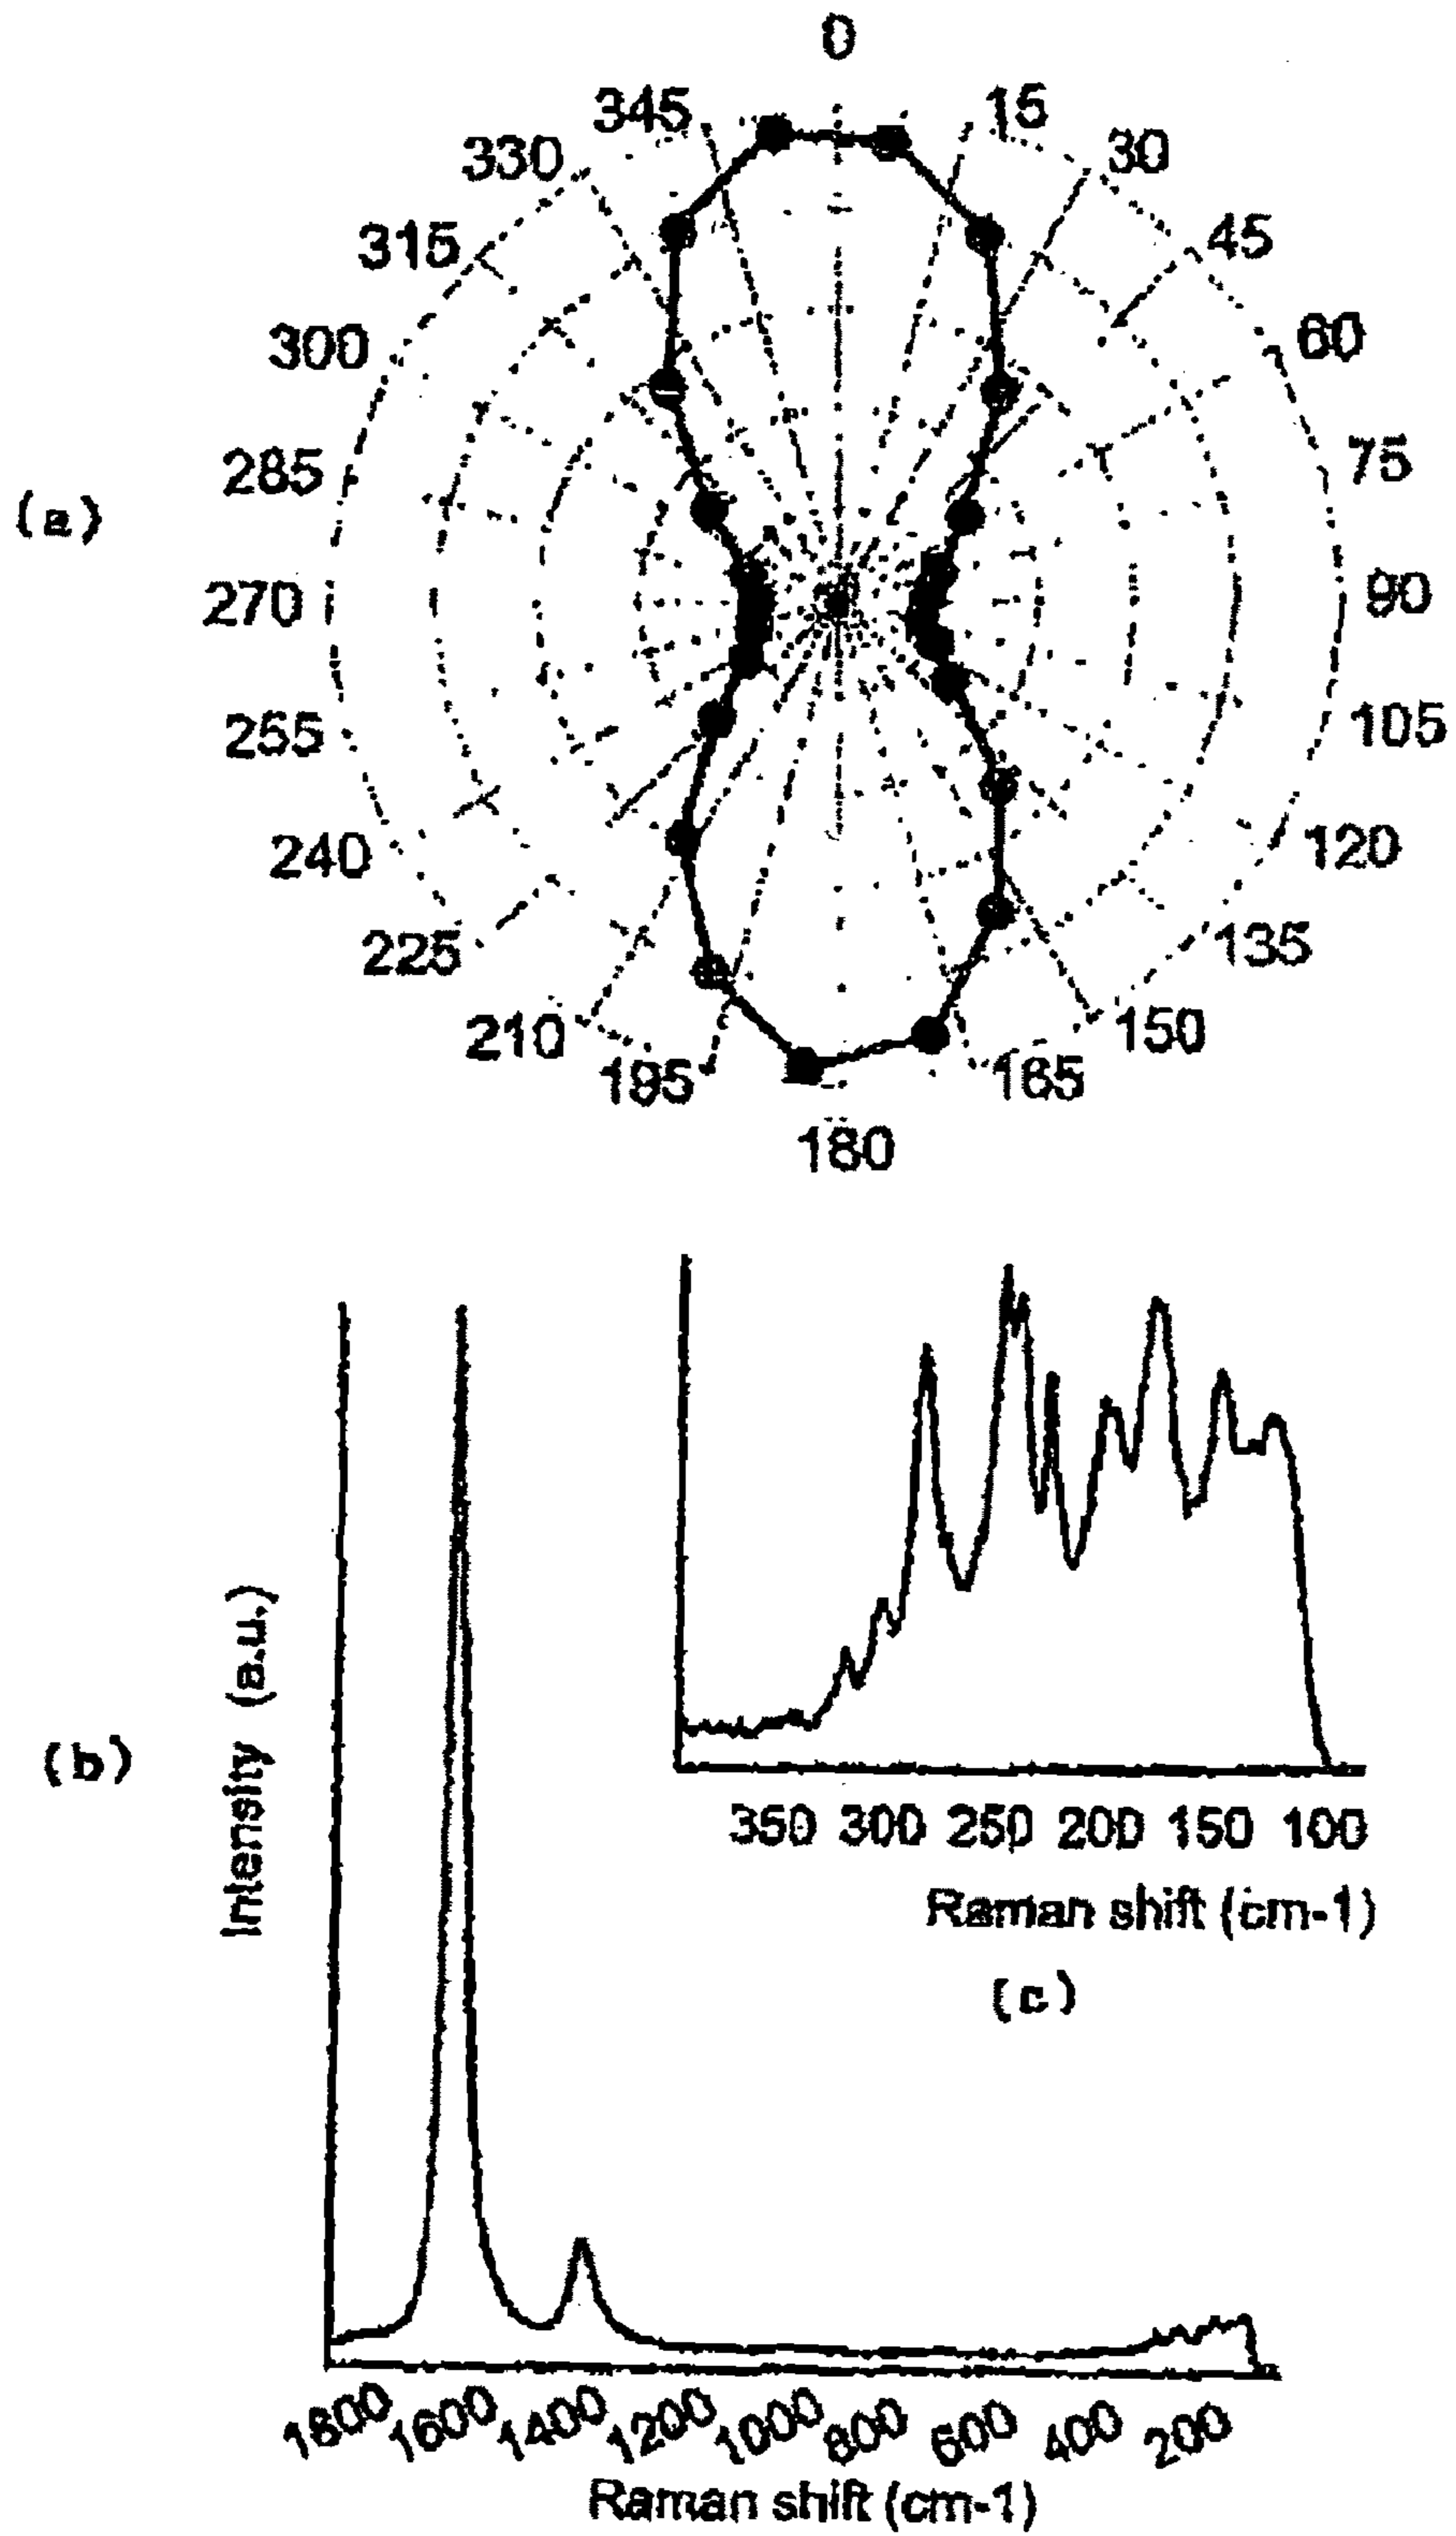 0
345 15
330 30
315 45
300 60
285 75
(a)
270 90
255 105
240 120
225 135
210 150
195 165
180
(b)
Intensity (a.u.)
350 300 250 200 150 100
Raman shift (cm-1)
(c)
1800 1600 1400 1200 1000 800 600 400 200
Raman shift (cm-1)